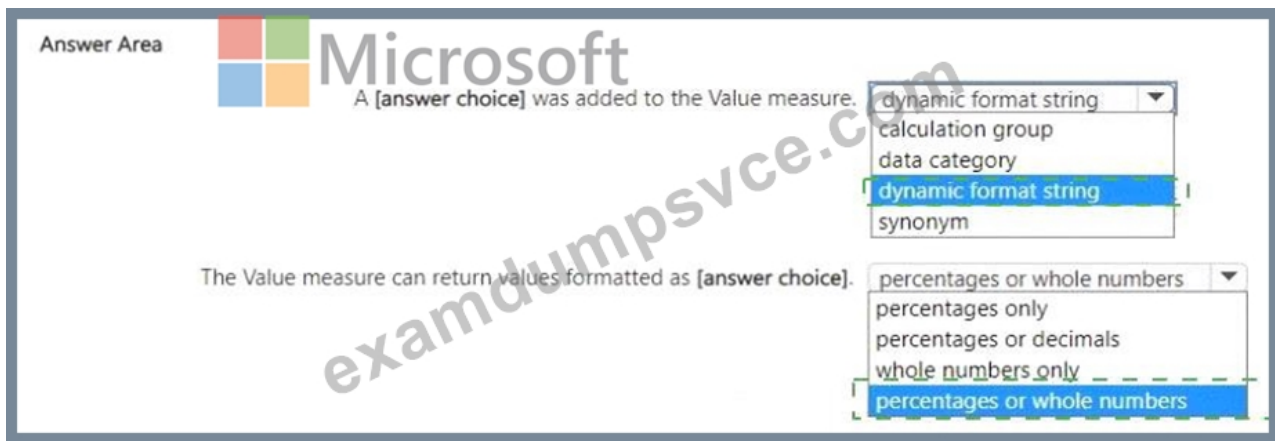 Answer Area
Microsoft
A [answer choice] was added to the Value measure. dynamic format string
calculation group
data category
dynamic format string
synonym
The Value measure can return values formatted as [answer choice]. percentages or whole numbers
percentages only
percentages or decimals
whole numbers only
percentages or whole numbers
examdumpsvce.com